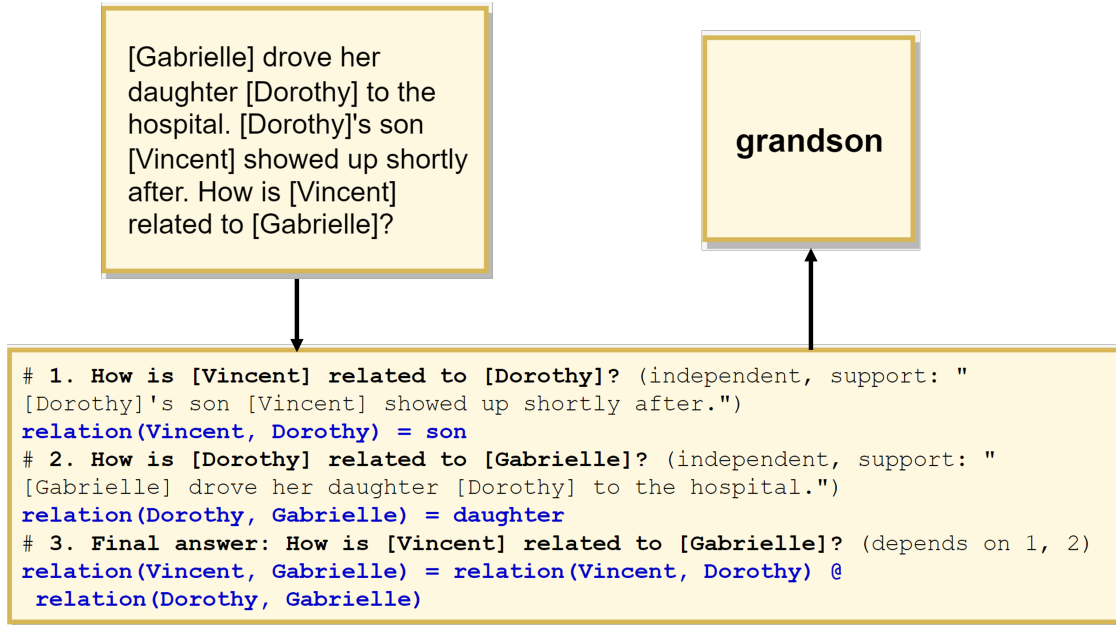 [Gabrielle] drove her
daughter [Dorothy] to the
hospital. [Dorothy]'s son
[Vincent] showed up shortly
after. How is [Vincent]
related to [Gabrielle]?
grandson
# 1. How is [Vincent] related to [Dorothy]? (independent, support: "
[Dorothy]'s son [Vincent] showed up shortly after.")
relation(Vincent, Dorothy) = son
# 2. How is [Dorothy] related to [Gabrielle]? (independent, support: "
[Gabrielle] drove her daughter [Dorothy] to the hospital.")
relation(Dorothy, Gabrielle) = daughter
# 3. Final answer: How is [Vincent] related to [Gabrielle]? (depends on 1, 2)
relation(Vincent, Gabrielle) = relation(Vincent, Dorothy) @
relation(Dorothy, Gabrielle)